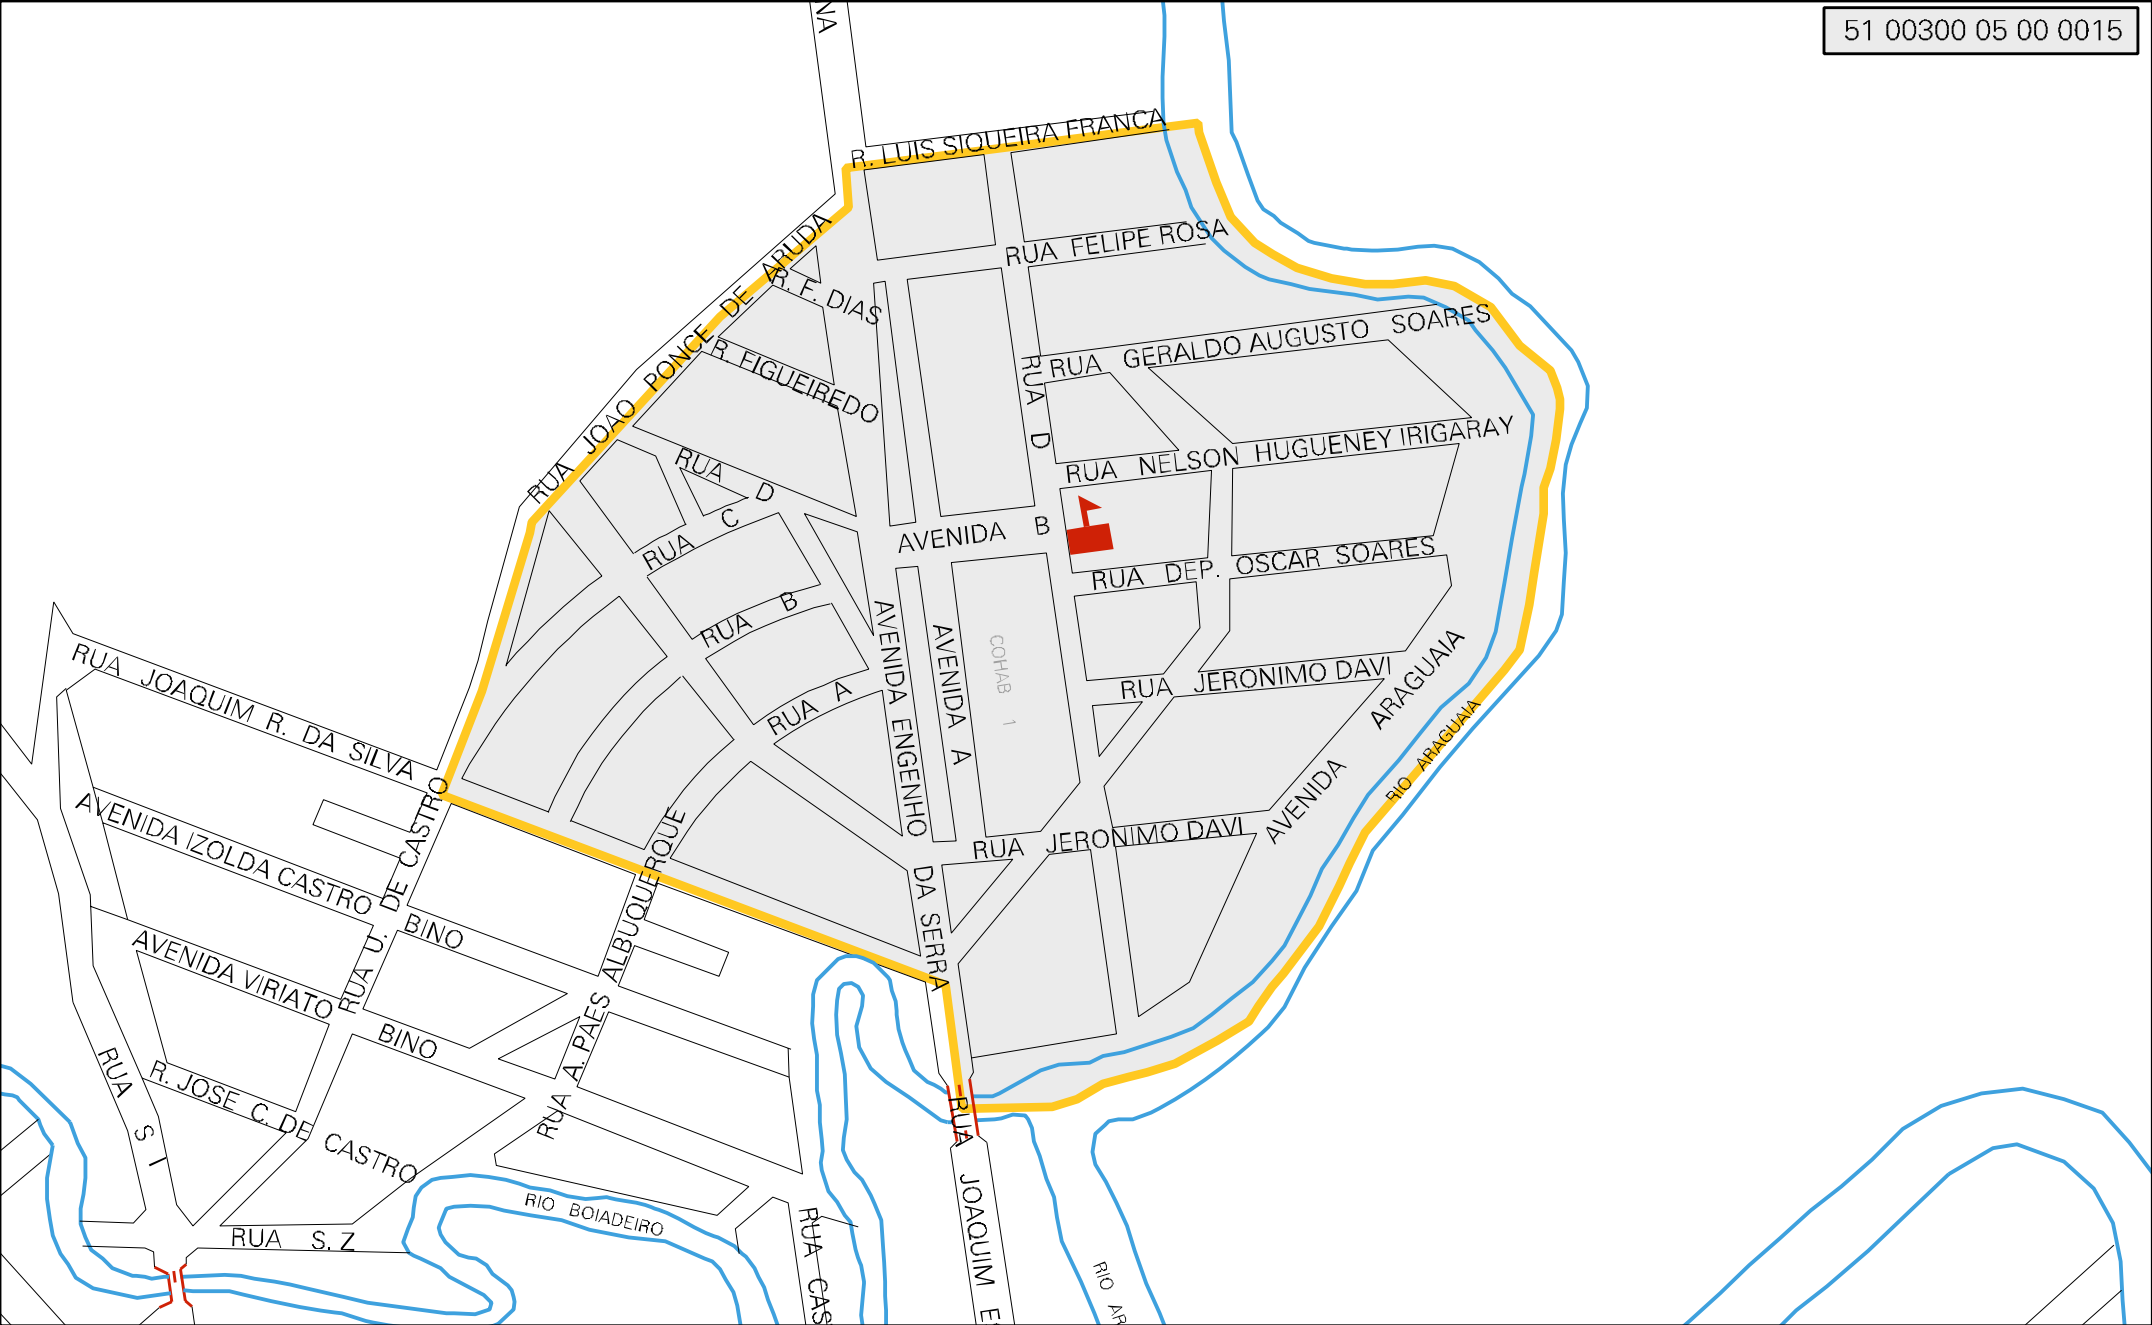 51 00300 05 00 0015
NA
R. LUIS SIQUEIRA FRANCA
RUA FELIPE ROSA
RUA JOAO PONCE DE ARUDA
R. F. DIAS
R. FIGUEIREDO
RUA GERALDO AUGUSTO SOARES
RUA D
RUA NELSON HUGUENEY IRIGARAY
RUA D
RUA C
AVENIDA B
RUA DEP. OSCAR SOARES
RUA B
RUA A
AVENIDA ENGENHO DA SERRA
AVENIDA A
COHAB 1
RUA JERONIMO DAVI
AVENIDA ARAGUAIA
RIO ARAGUAIA
RUA JERONIMO DAVI
RUA JOAQUIM R. DA SILVA
AVENIDA IZOLDA CASTRO BINO
AVENIDA VIRIATO BINO
RUA U. DE CASTRO
RUA A. PAES ALBUQUERQUE
R. JOSE C. DE CASTRO
RUA S I
RUA S. Z
RIO BOIADEIRO
RUA CAS
RUA JOAQUIM
RIO AR